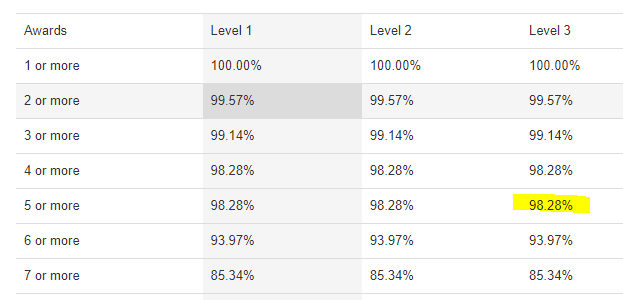 Awards Level 1 Level 2 Level 3
1 or more 100.00% 100.00% 100.00%
2 or more 99.57% 99.57% 99.57%
3 or more 99.14% 99.14% 99.14%
4 or more 98.28% 98.28% 98.28%
5 or more 98.28% 98.28% 98.28%
6 or more 93.97% 93.97% 93.97%
7 or more 85.34% 85.34% 85.34%